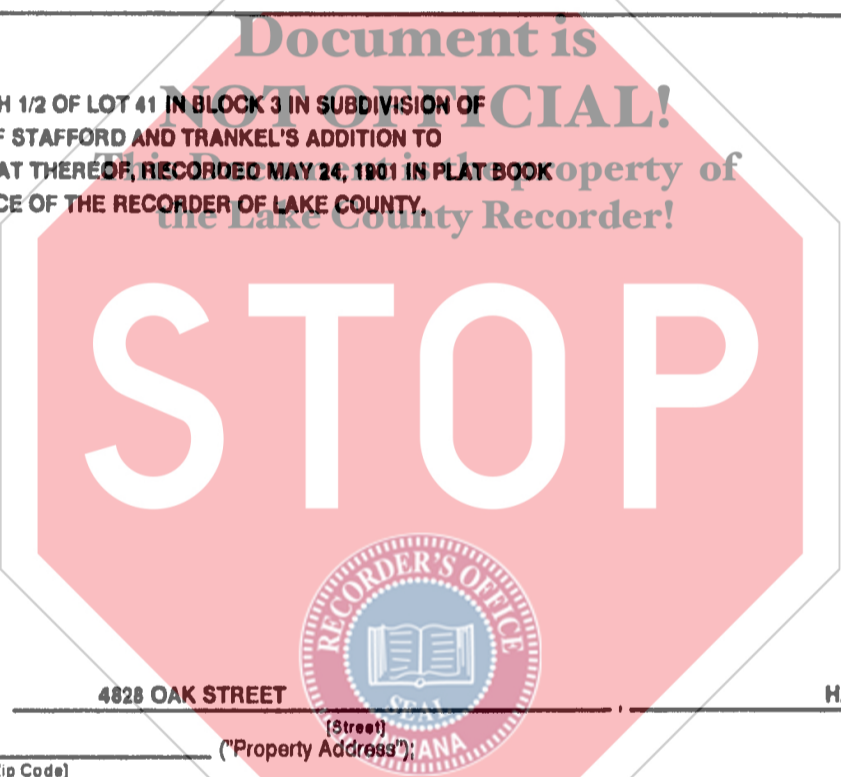 Document is
NOT OFFICIAL!
This Document is the property of
the Lake County Recorder!
H 1/2 OF LOT 41 IN BLOCK 3 IN SUBDIVISION OF
F STAFFORD AND TRANKEL'S ADDITION TO
AT THEREOF, RECORDED MAY 24, 1901 IN PLAT BOOK
CE OF THE RECORDER OF LAKE COUNTY,
STOP
RECORDER'S OFFICE
SEAL
INDIANA
4828 OAK STREET , H
[Street]
("Property Address");
Zip Code]